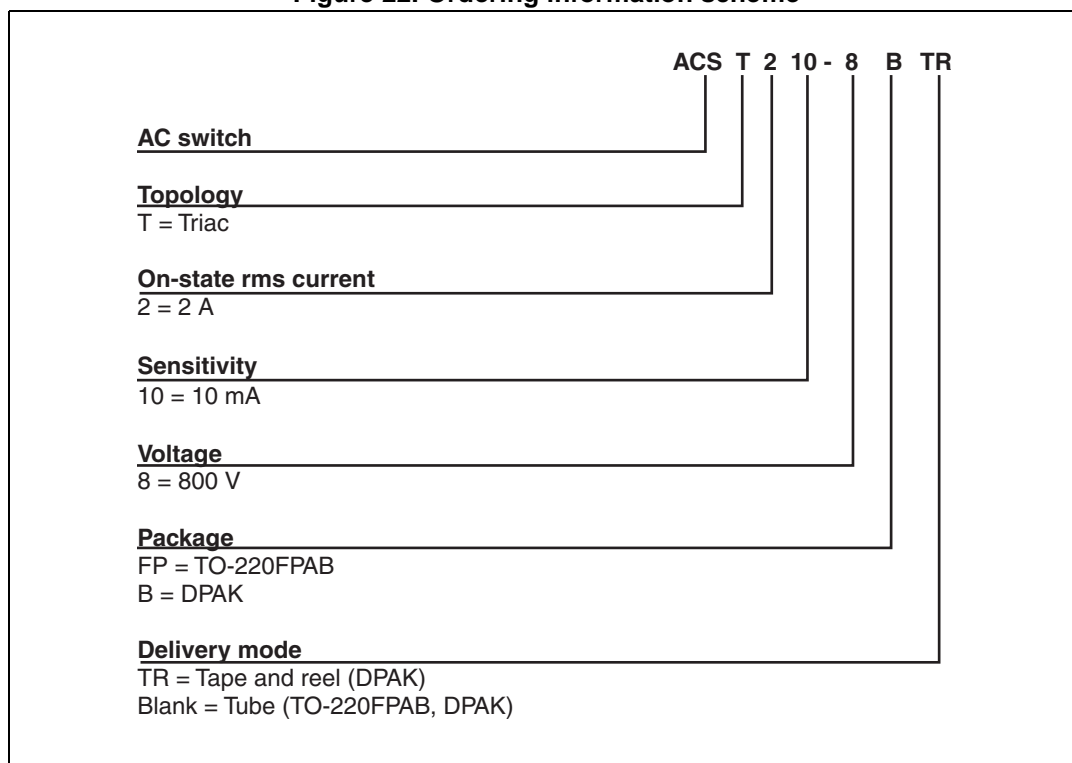 Figure 22. Ordering information scheme
ACS T 2 10 - 8 B TR
AC switch
Topology
T = Triac
On-state rms current
2 = 2 A
Sensitivity
10 = 10 mA
Voltage
8 = 800 V
Package
FP = TO-220FPAB
B = DPAK
Delivery mode
TR = Tape and reel (DPAK)
Blank = Tube (TO-220FPAB, DPAK)